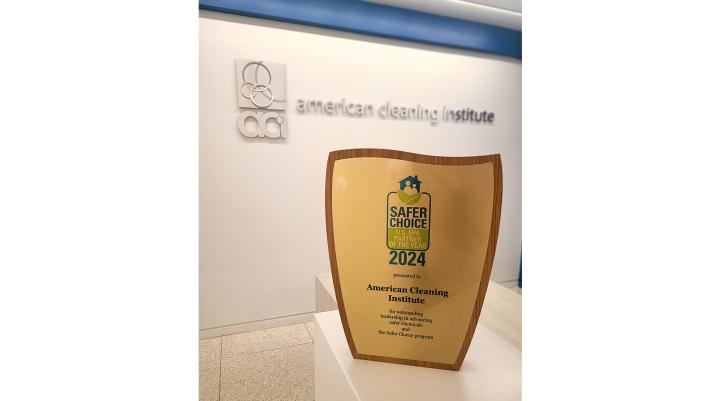 american cleaning institute
aci
SAFER
CHOICE
U.S. EPA
PARTNER
OF THE YEAR
2024
presented to
American Cleaning
Institute
for outstanding
leadership in advancing
safer chemicals
and
the Safer Choice program